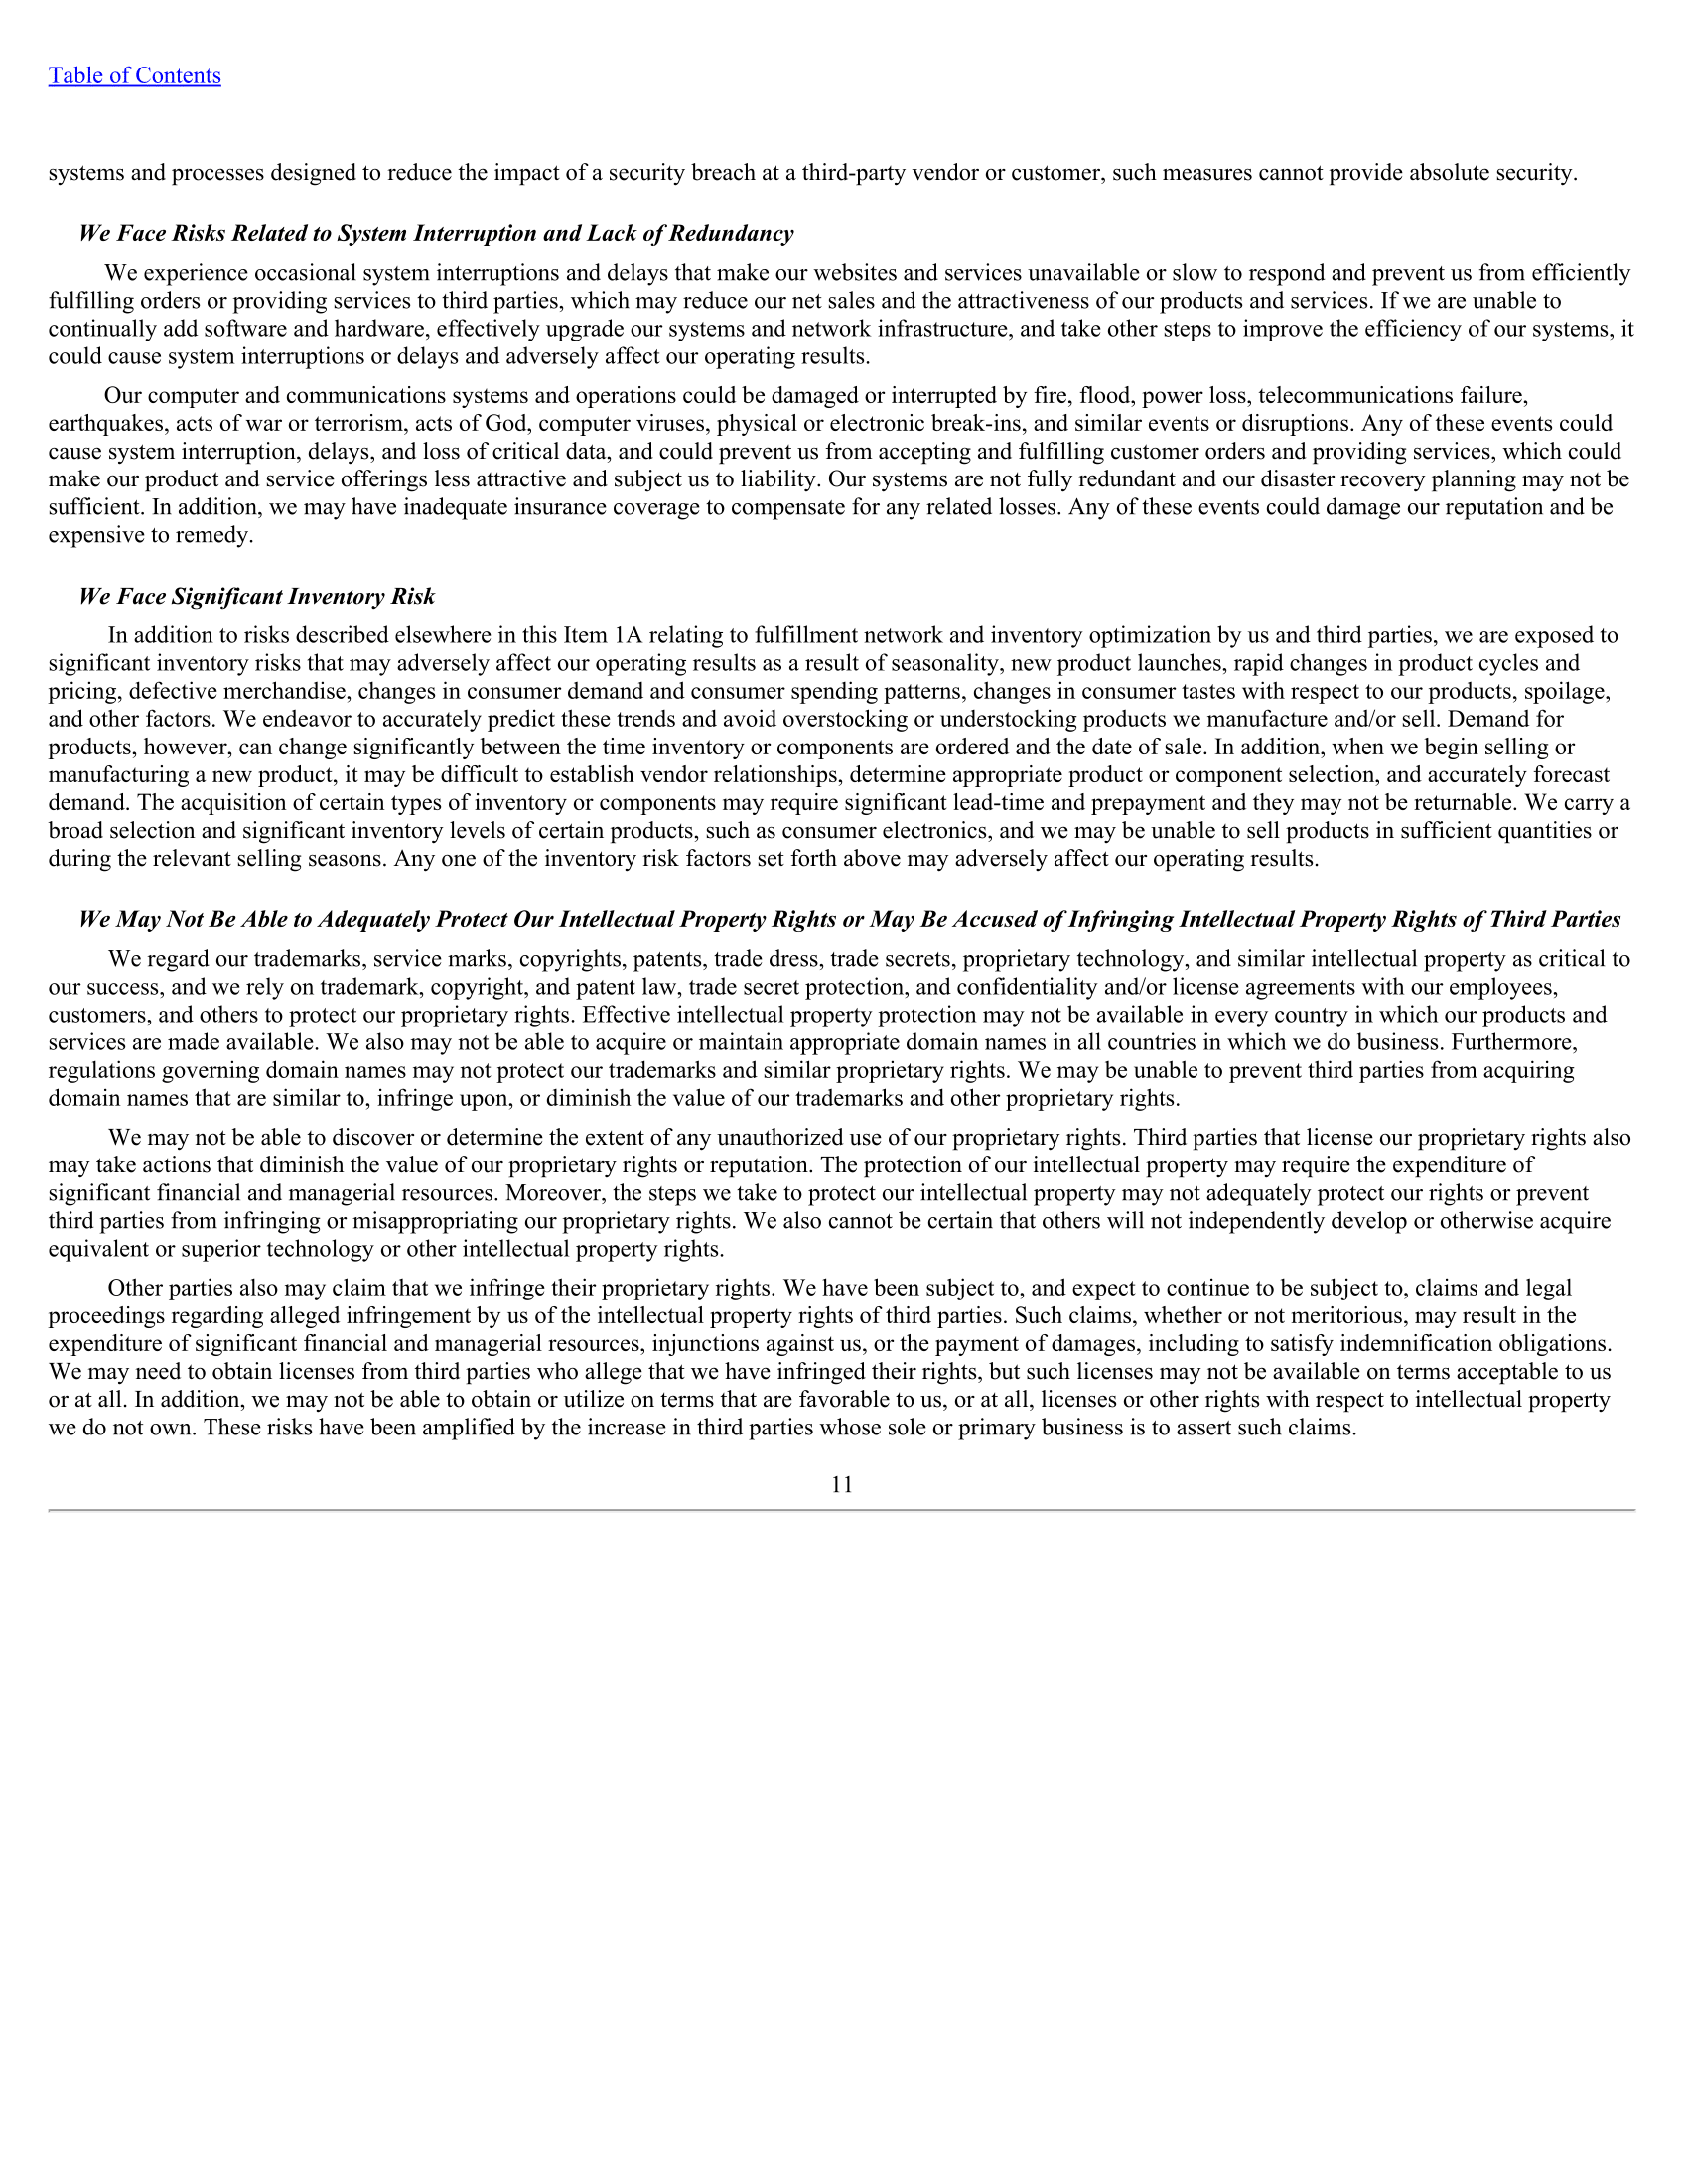 Table of Contents
systems and processes designed to reduce the impact of a security breach at a third-party vendor or customer, such measures cannot provide absolute security.
We Face Risks Related to System Interruption and Lack of Redundancy
We experience occasional system interruptions and delays that make our websites and services unavailable or slow to respond and prevent us from efficiently
fulfilling orders or providing services to third parties, which may reduce our net sales and the attractiveness of our products and services. If we are unable to
continually add software and hardware, effectively upgrade our systems and network infrastructure, and take other steps to improve the efficiency of our systems, it
could cause system interruptions or delays and adversely affect our operating results.
Our computer and communications systems and operations could be damaged or interrupted by fire, flood, power loss, telecommunications failure,
earthquakes, acts of war or terrorism, acts of God, computer viruses, physical or electronic break-ins, and similar events or disruptions. Any of these events could
cause system interruption, delays, and loss of critical data, and could prevent us from accepting and fulfilling customer orders and providing services, which could
make our product and service offerings less attractive and subject us to liability. Our systems are not fully redundant and our disaster recovery planning may not be
sufficient. In addition, we may have inadequate insurance coverage to compensate for any related losses. Any of these events could damage our reputation and be
expensive to remedy.
We Face Significant Inventory Risk
In addition to risks described elsewhere in this Item 1A relating to fulfillment network and inventory optimization by us and third parties, we are exposed to
significant inventory risks that may adversely affect our operating results as a result of seasonality, new product launches, rapid changes in product cycles and
pricing, defective merchandise, changes in consumer demand and consumer spending patterns, changes in consumer tastes with respect to our products, spoilage,
and other factors. We endeavor to accurately predict these trends and avoid overstocking or understocking products we manufacture and/or sell. Demand for
products, however, can change significantly between the time inventory or components are ordered and the date of sale. In addition, when we begin selling or
manufacturing a new product, it may be difficult to establish vendor relationships, determine appropriate product or component selection, and accurately forecast
demand. The acquisition of certain types of inventory or components may require significant lead-time and prepayment and they may not be returnable. We carry a
broad selection and significant inventory levels of certain products, such as consumer electronics, and we may be unable to sell products in sufficient quantities or
during the relevant selling seasons. Any one of the inventory risk factors set forth above may adversely affect our operating results.
We May Not Be Able to Adequately Protect Our Intellectual Property Rights or May Be Accused of Infringing Intellectual Property Rights of Third Parties
We regard our trademarks, service marks, copyrights, patents, trade dress, trade secrets, proprietary technology, and similar intellectual property as critical to
our success, and we rely on trademark, copyright, and patent law, trade secret protection, and confidentiality and/or license agreements with our employees,
customers, and others to protect our proprietary rights. Effective intellectual property protection may not be available in every country in which our products and
services are made available. We also may not be able to acquire or maintain appropriate domain names in all countries in which we do business. Furthermore,
regulations governing domain names may not protect our trademarks and similar proprietary rights. We may be unable to prevent third parties from acquiring
domain names that are similar to, infringe upon, or diminish the value of our trademarks and other proprietary rights.
We may not be able to discover or determine the extent of any unauthorized use of our proprietary rights. Third parties that license our proprietary rights also
may take actions that diminish the value of our proprietary rights or reputation. The protection of our intellectual property may require the expenditure of
significant financial and managerial resources. Moreover, the steps we take to protect our intellectual property may not adequately protect our rights or prevent
third parties from infringing or misappropriating our proprietary rights. We also cannot be certain that others will not independently develop or otherwise acquire
equivalent or superior technology or other intellectual property rights.
Other parties also may claim that we infringe their proprietary rights. We have been subject to, and expect to continue to be subject to, claims and legal
proceedings regarding alleged infringement by us of the intellectual property rights of third parties. Such claims, whether or not meritorious, may result in the
expenditure of significant financial and managerial resources, injunctions against us, or the payment of damages, including to satisfy indemnification obligations.
We may need to obtain licenses from third parties who allege that we have infringed their rights, but such licenses may not be available on terms acceptable to us
or at all. In addition, we may not be able to obtain or utilize on terms that are favorable to us, or at all, licenses or other rights with respect to intellectual property
we do not own. These risks have been amplified by the increase in third parties whose sole or primary business is to assert such claims.
11